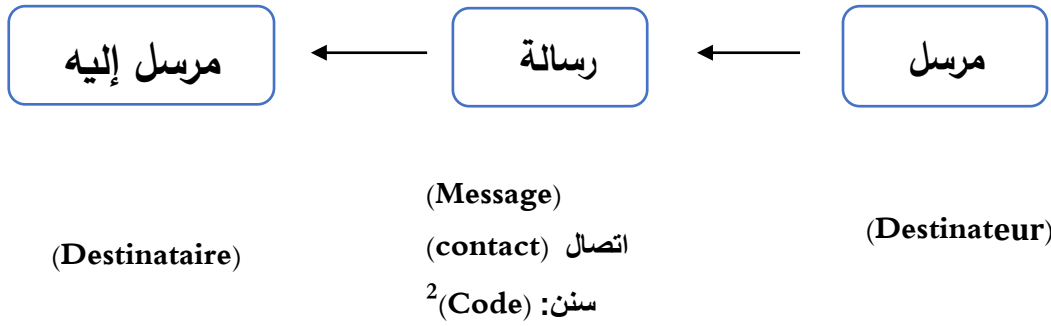 مرسل
رسالة
مرسل إليه
(Destinateur)
(Message)
اتصال (contact)
سنن: (Code)²
(Destinataire)